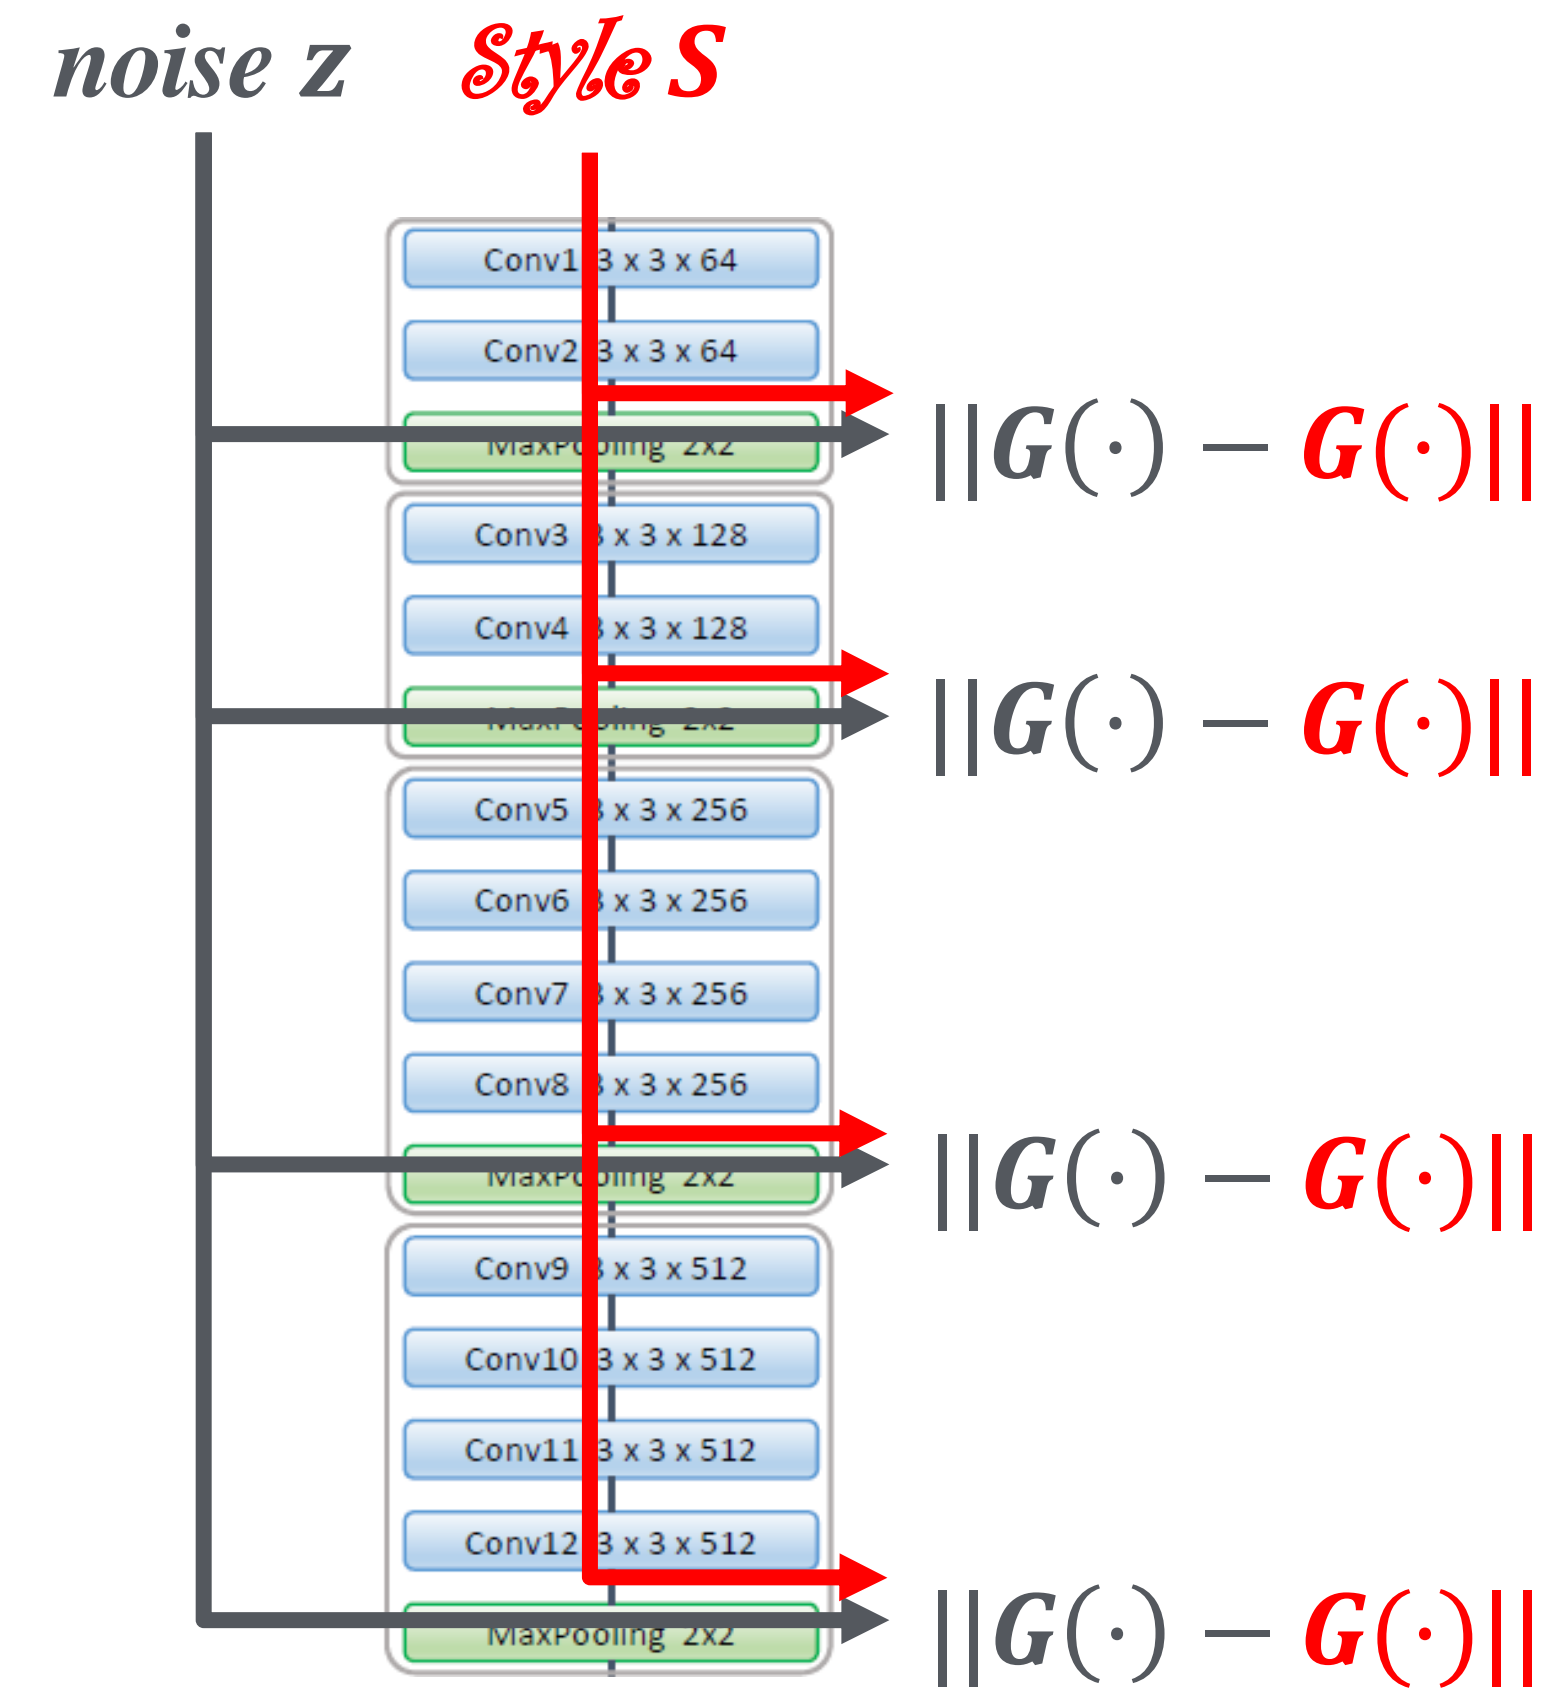 noise z Style S
Conv1 3 x 3 x 64
Conv2 3 x 3 x 64
||G(·) − G(·)||
MaxPooling 2x2
Conv3 3 x 3 x 128
Conv4 3 x 3 x 128
||G(·) − G(·)||
MaxPooling 2x2
Conv5 3 x 3 x 256
Conv6 3 x 3 x 256
Conv7 3 x 3 x 256
Conv8 3 x 3 x 256
||G(·) − G(·)||
MaxPooling 2x2
Conv9 3 x 3 x 512
Conv10 3 x 3 x 512
Conv11 3 x 3 x 512
Conv12 3 x 3 x 512
||G(·) − G(·)||
MaxPooling 2x2